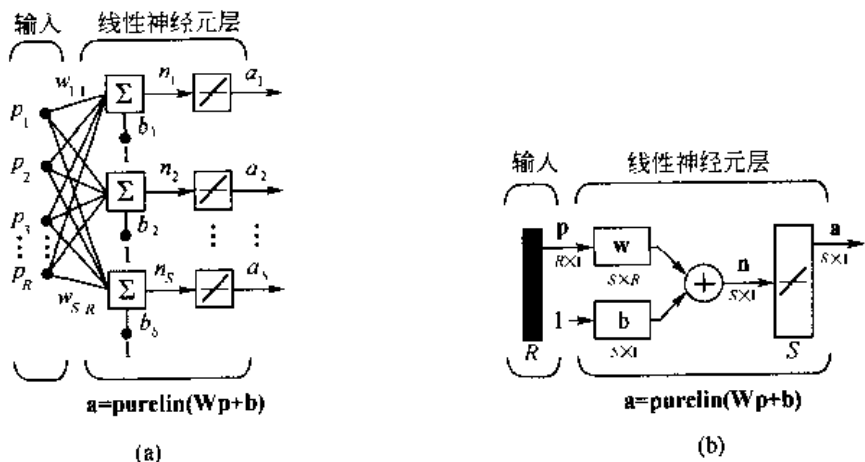 输入 线性神经元层
w11 n1 a1
p1
b1
1
p2 n2 a2
p3
b2
1
pR nS aS
wS R
bs
1
a=purelin(Wp+b)
(a)
输入 线性神经元层
p w a
R×1 S×R n S×1
S×1
1 b
R S×1 S
a=purelin(Wp+b)
(b)